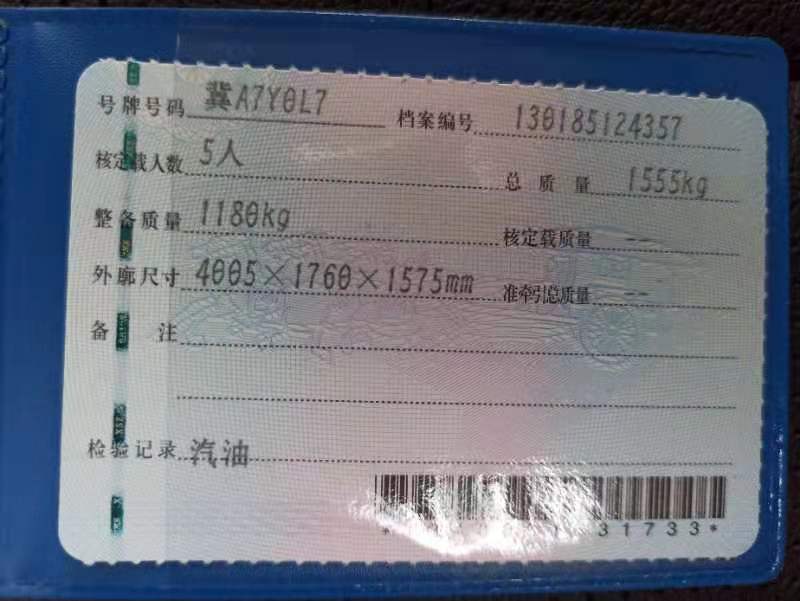 号牌号码 冀A7Y0L7 档案编号 130185124357
核定载人数 5人 总质量 1555kg
整备质量 1180kg 核定载质量 --
外廓尺寸 4005×1760×1575mm 准牵引总质量 --
备注
检验记录 汽油
31733*